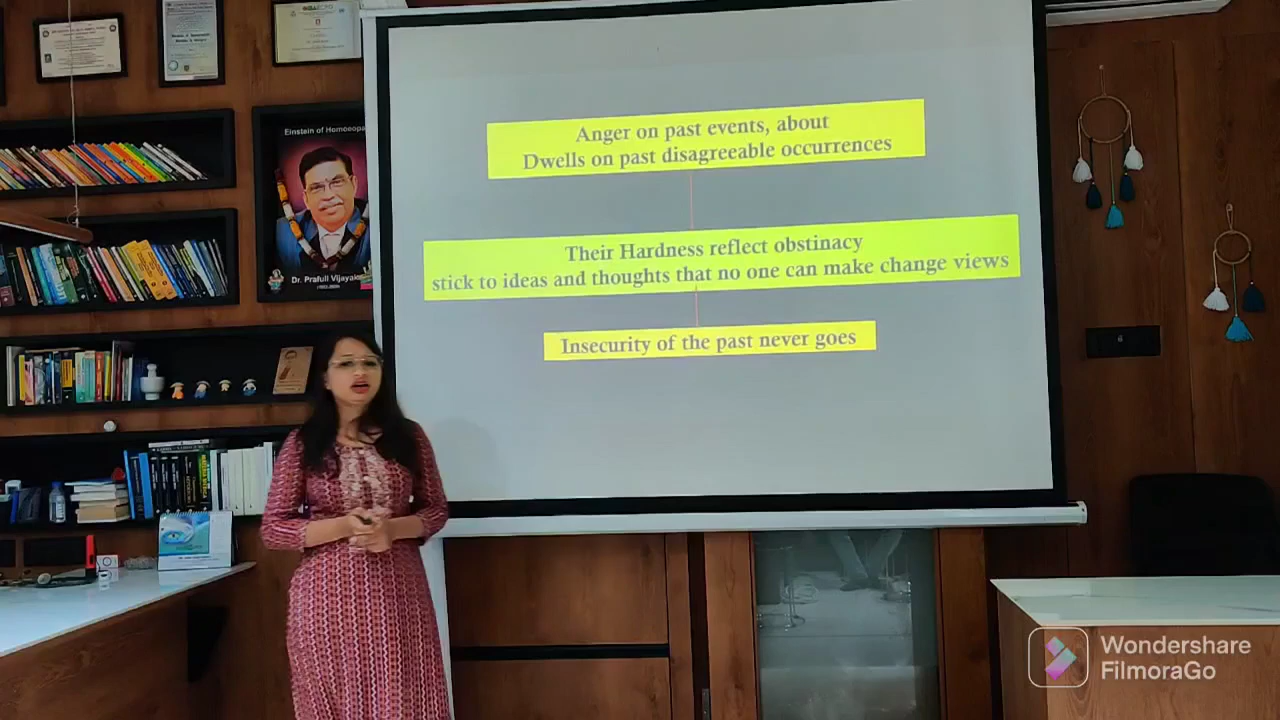 Einstein of Homoeopa
Dr. Prafull Vijayak
Anger on past events, about
Dwells on past disagreeable occurrences
Their Hardness reflect obstinacy
stick to ideas and thoughts that no one can make change views
Insecurity of the past never goes
Wondershare
FilmoraGo